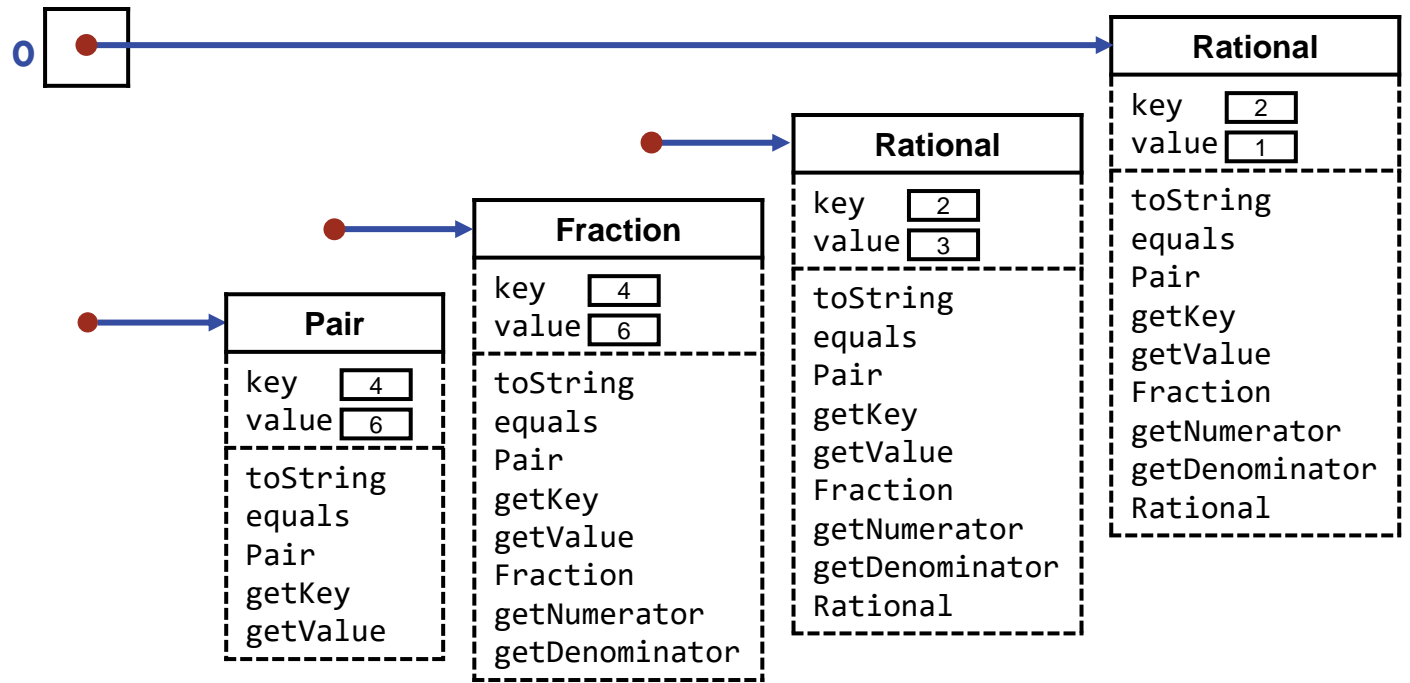 o
Pair
key 4
value 6
toString
equals
Pair
getKey
getValue
Fraction
key 4
value 6
toString
equals
Pair
getKey
getValue
Fraction
getNumerator
getDenominator
Rational
key 2
value 3
toString
equals
Pair
getKey
getValue
Fraction
getNumerator
getDenominator
Rational
Rational
key 2
value 1
toString
equals
Pair
getKey
getValue
Fraction
getNumerator
getDenominator
Rational